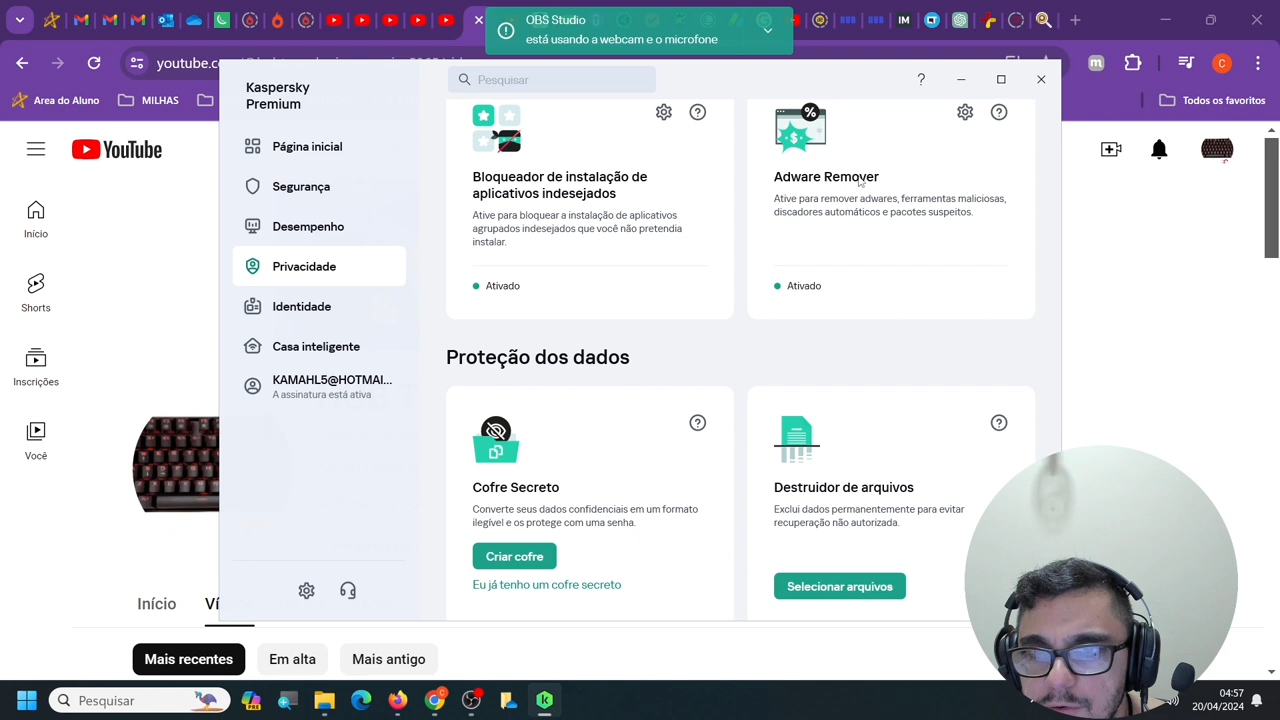 OBS Studio
está usando a webcam e o microfone
Área do Aluno
MILHAS
Todos os favoritos
Kaspersky
Premium
Pesquisar
YouTube
Início
Shorts
Inscrições
Você
Página inicial
Segurança
Desempenho
Privacidade
Identidade
Casa inteligente
KAMAHL5@HOTMAI...
A assinatura está ativa
Bloqueador de instalação de
aplicativos indesejados
Ative para bloquear a instalação de aplicativos
agrupados indesejados que você não pretendia
instalar.
Ativado
Adware Remover
Ative para remover adwares, ferramentas maliciosas,
discadores automáticos e pacotes suspeitos.
Ativado
Proteção dos dados
Cofre Secreto
Converte seus dados confidenciais em um formato
ilegível e os protege com uma senha.
Criar cofre
Eu já tenho um cofre secreto
Destruidor de arquivos
Exclui dados permanentemente para evitar
recuperação não autorizada.
Selecionar arquivos
Início
Mais recentes
Em alta
Mais antigo
Pesquisar
04:57
20/04/2024